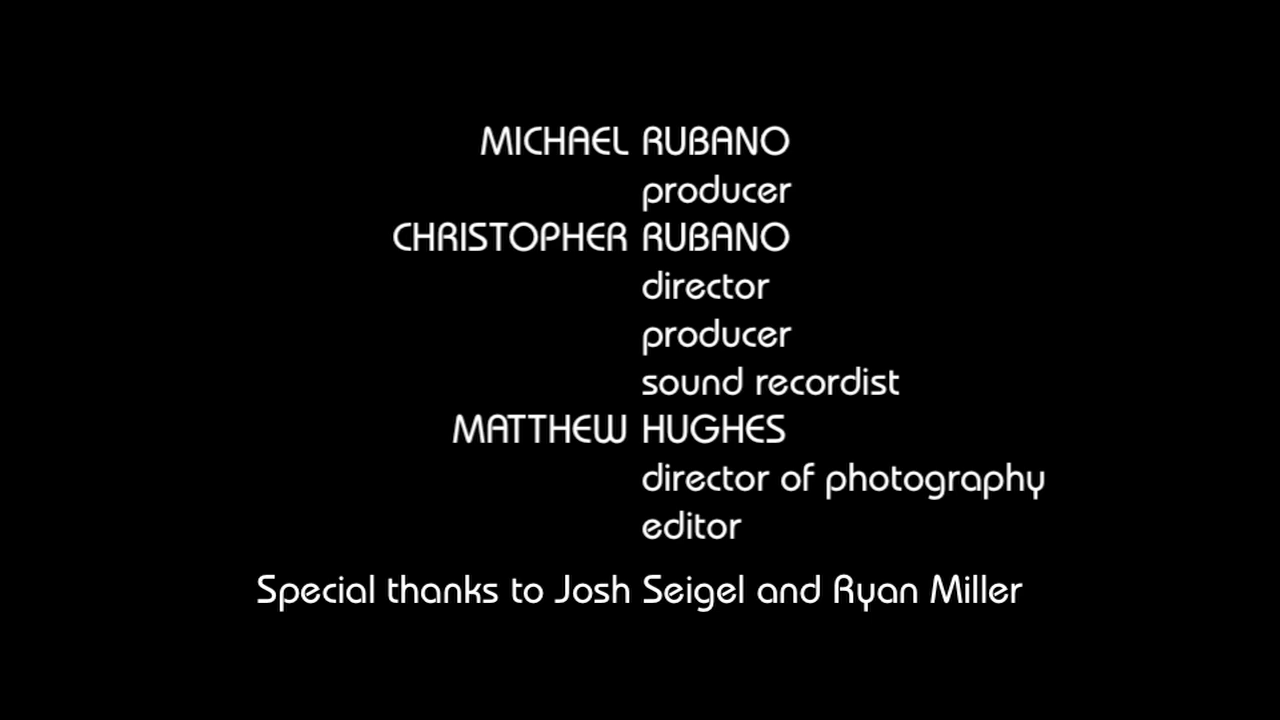 MICHAEL RUBANO
producer
CHRISTOPHER RUBANO
director
producer
sound recordist
MATTHEW HUGHES
director of photography
editor
Special thanks to Josh Seigel and Ryan Miller